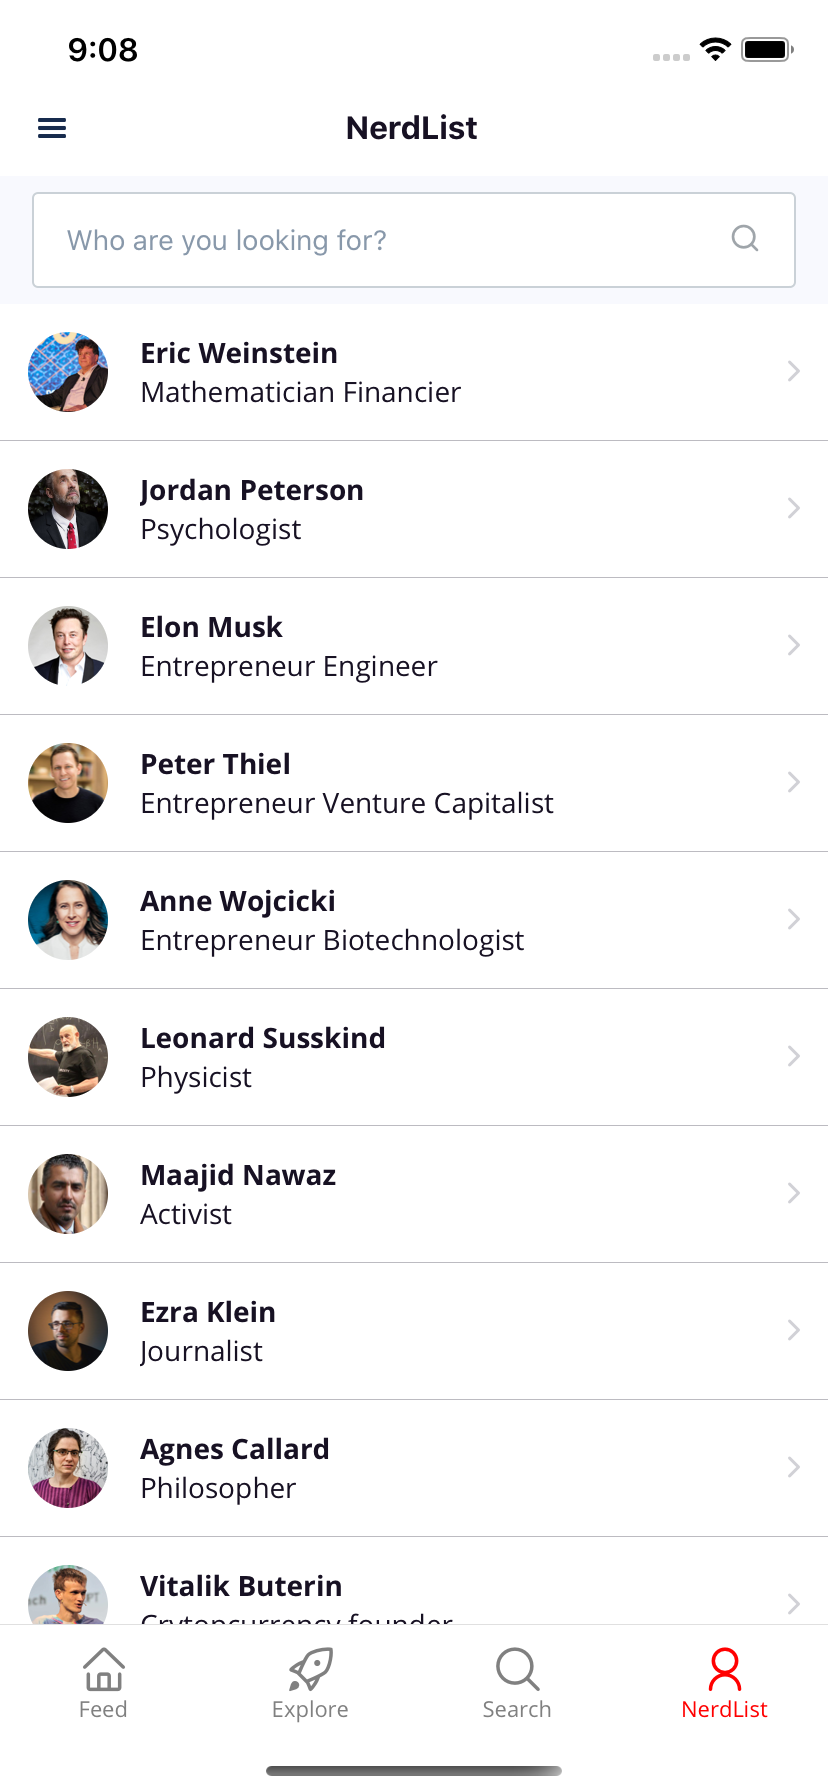 9:08
NerdList
Who are you looking for?
Eric Weinstein
Mathematician Financier
Jordan Peterson
Psychologist
Elon Musk
Entrepreneur Engineer
Peter Thiel
Entrepreneur Venture Capitalist
Anne Wojcicki
Entrepreneur Biotechnologist
Leonard Susskind
Physicist
Maajid Nawaz
Activist
Ezra Klein
Journalist
Agnes Callard
Philosopher
Vitalik Buterin
Crytopcurrency founder
Feed Explore Search NerdList